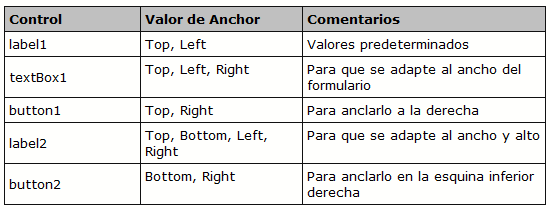 Control Valor de Anchor Comentarios
label1 Top, Left Valores predeterminados
textBox1 Top, Left, Right Para que se adapte al ancho del
formulario
button1 Top, Right Para anclarlo a la derecha
label2 Top, Bottom, Left, Para que se adapte al ancho y alto
Right
button2 Bottom, Right Para anclarlo en la esquina inferior
derecha